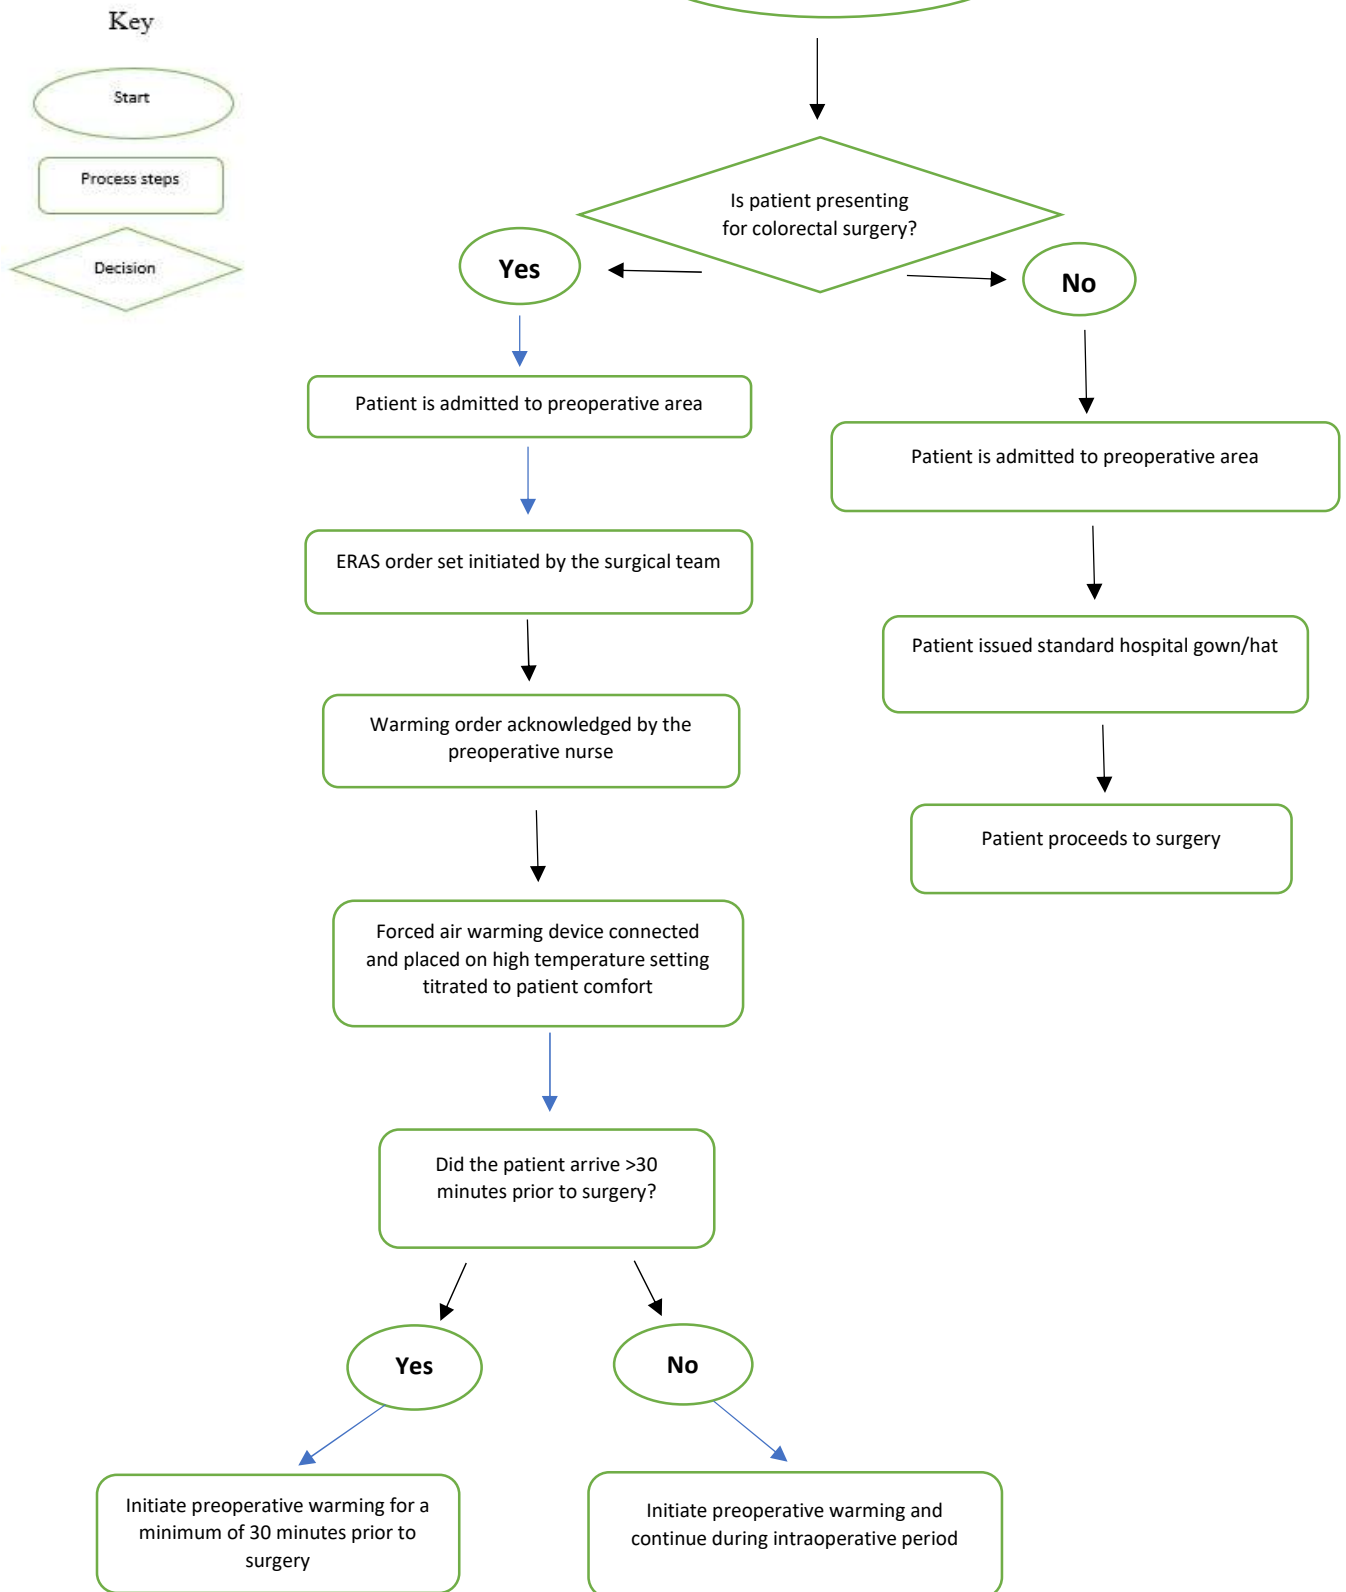 Key
Start
Process steps
Decision
Is patient presenting
for colorectal surgery?
Yes
No
Patient is admitted to preoperative area
Patient is admitted to preoperative area
ERAS order set initiated by the surgical team
Patient issued standard hospital gown/hat
Warming order acknowledged by the
preoperative nurse
Patient proceeds to surgery
Forced air warming device connected
and placed on high temperature setting
titrated to patient comfort
Did the patient arrive >30
minutes prior to surgery?
Yes
No
Initiate preoperative warming for a
minimum of 30 minutes prior to
surgery
Initiate preoperative warming and
continue during intraoperative period